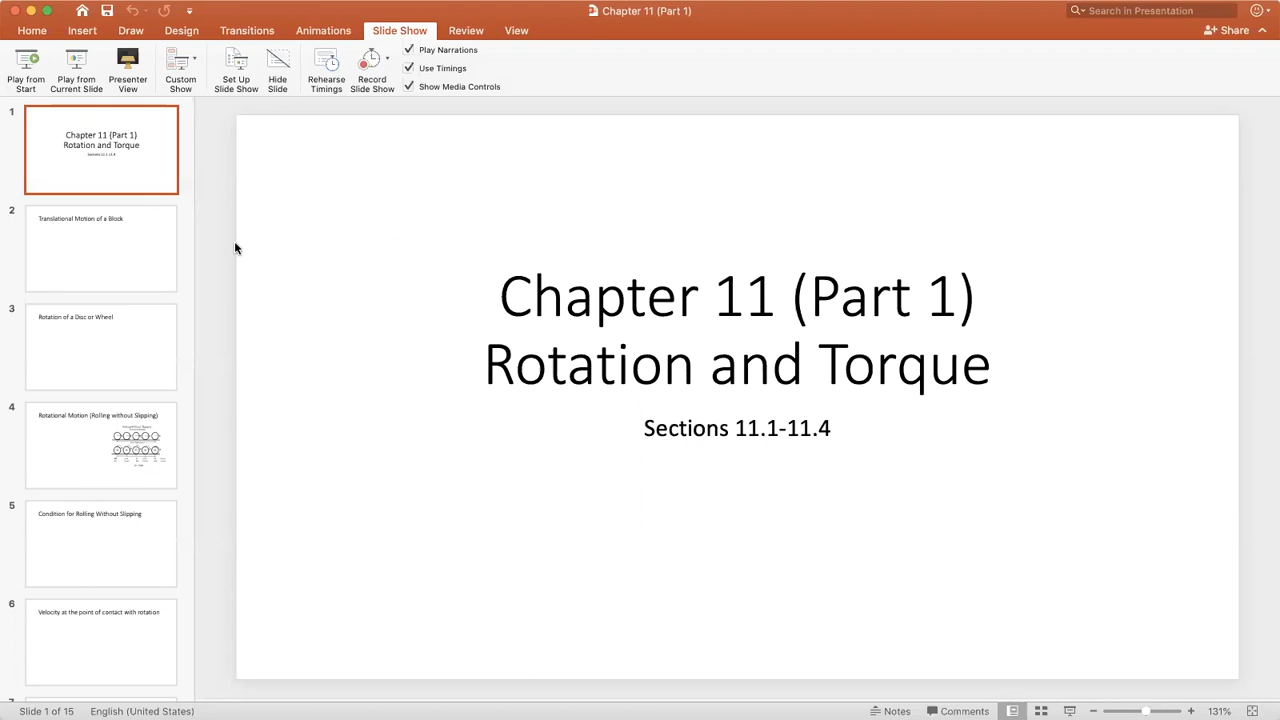 Chapter 11 (Part 1)
Search in Presentation
Home Insert Draw Design Transitions Animations Slide Show Review View
Share
Play from Start
Play from Current Slide
Presenter View
Custom Show
Set Up Slide Show
Hide Slide
Rehearse Timings
Record Slide Show
Play Narrations
Use Timings
Show Media Controls
1
Chapter 11 (Part 1)
Rotation and Torque
Sections 11.1-11.4
2
Translational Motion of a Block
3
Rotation of a Disc or Wheel
4
Rotational Motion (Rolling without Slipping)
5
Condition for Rolling Without Slipping
6
Velocity at the point of contact with rotation
Chapter 11 (Part 1)
Rotation and Torque
Sections 11.1-11.4
Slide 1 of 15 English (United States) Notes Comments 131%